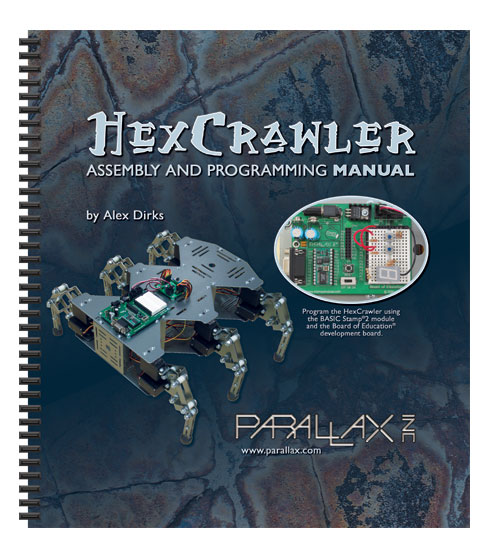 HEXCRAWLER
ASSEMBLY AND PROGRAMMING MANUAL
by Alex Dirks
PARALLAX
Program the HexCrawler using
the BASIC Stamp®2 module
and the Board of Education®
development board.
PARALLAX INC
www.parallax.com